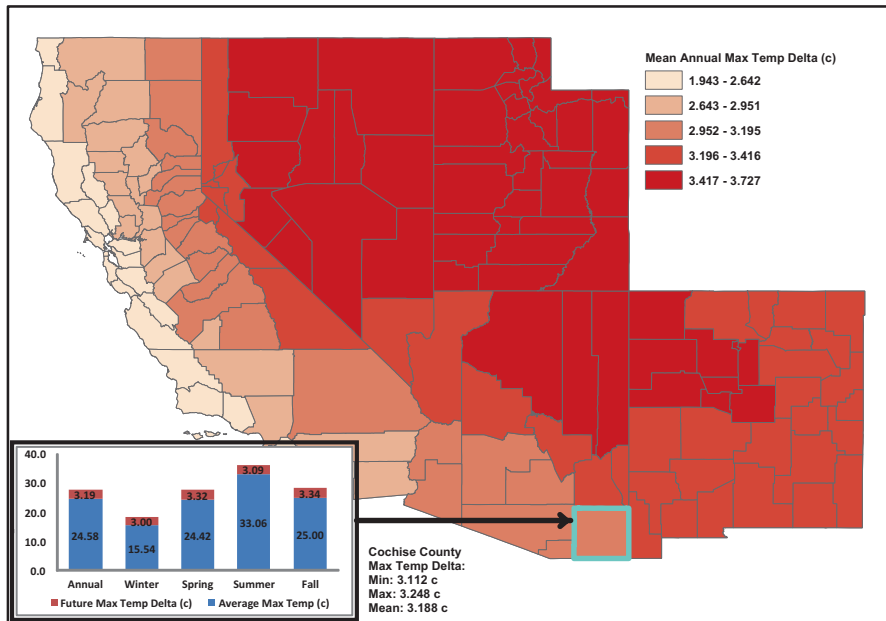 Mean Annual Max Temp Delta (c)
1.943 - 2.642
2.643 - 2.951
2.952 - 3.195
3.196 - 3.416
3.417 - 3.727
40.0
30.0
20.0
10.0
0.0
3.19
3.00
3.32
3.09
3.34
24.58
15.54
24.42
33.06
25.00
Annual
Winter
Spring
Summer
Fall
Future Max Temp Delta (c)
Average Max Temp (c)
Cochise County
Max Temp Delta:
Min: 3.112 c
Max: 3.248 c
Mean: 3.188 c